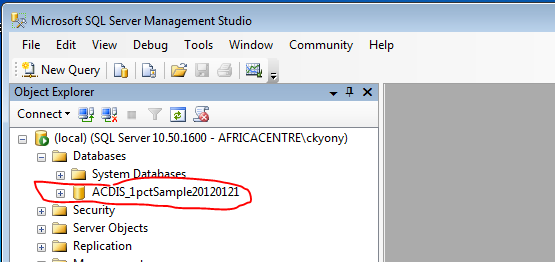 Microsoft SQL Server Management Studio
File Edit View Debug Tools Window Community Help
New Query
Object Explorer
Connect
(local) (SQL Server 10.50.1600 - AFRICACENTRE\ckyony)
Databases
System Databases
ACDIS_1pctSample20120121
Security
Server Objects
Replication